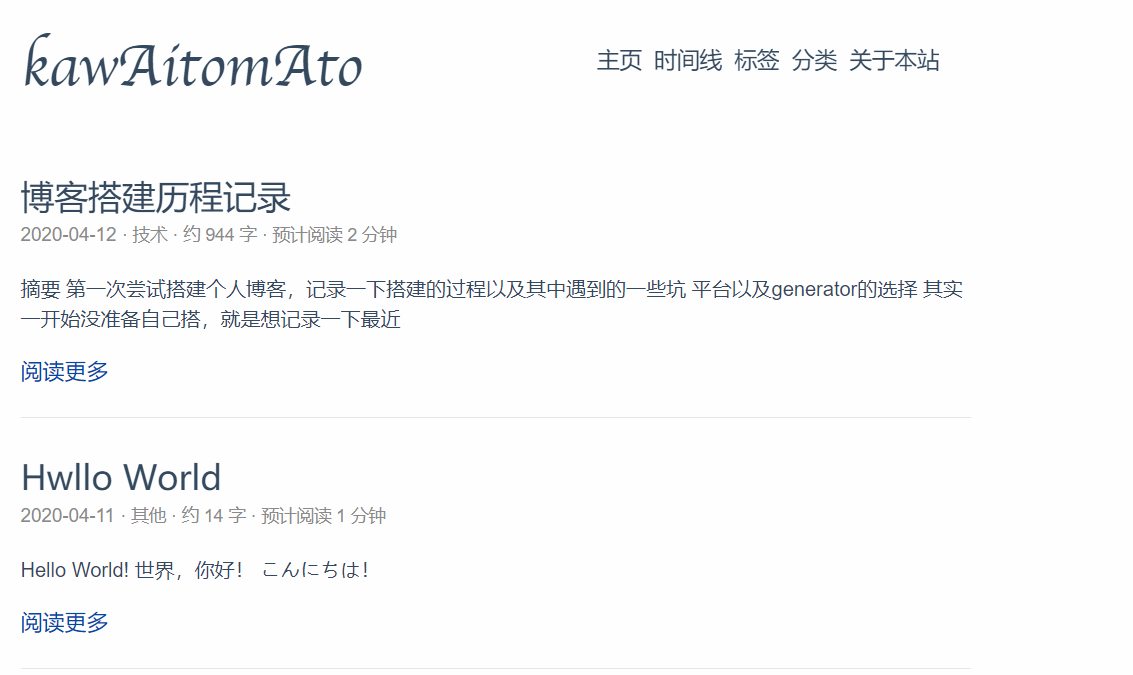 kawAitomAto
主页 时间线 标签 分类 关于本站
博客搭建历程记录
2020-04-12 · 技术 · 约 944 字 · 预计阅读 2 分钟
摘要 第一次尝试搭建个人博客，记录一下搭建的过程以及其中遇到的一些坑 平台以及generator的选择 其实
一开始没准备自己搭，就是想记录一下最近
阅读更多
Hwllo World
2020-04-11 · 其他 · 约 14 字 · 预计阅读 1 分钟
Hello World! 世界，你好！ こんにちは！
阅读更多